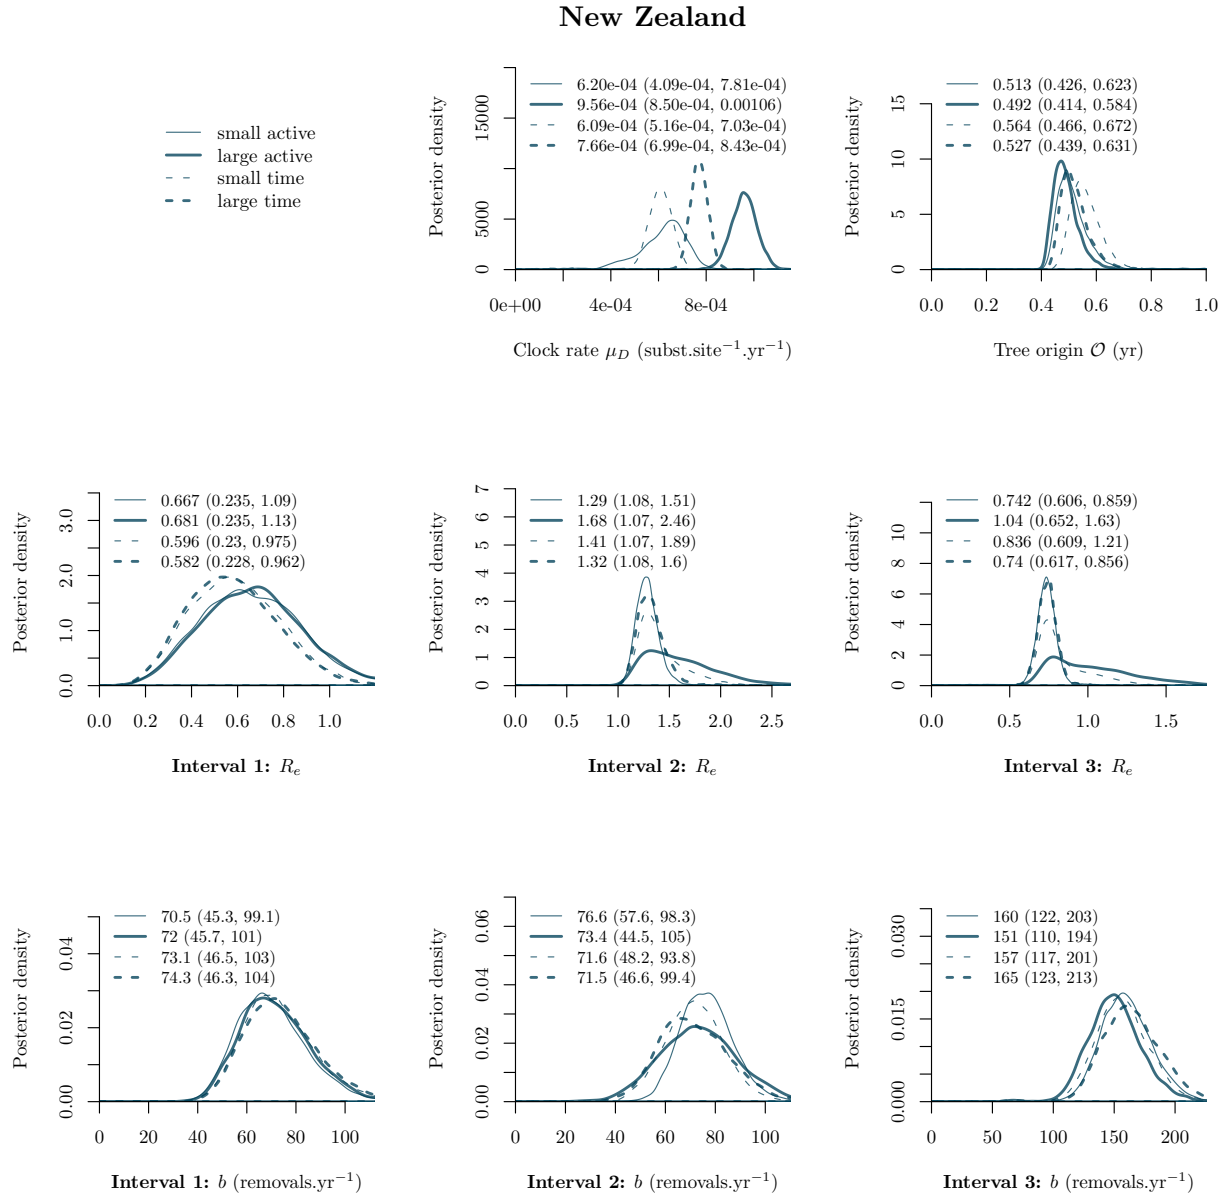 New Zealand
small active
large active
small time
large time
Posterior density
0 5000 15000
6.20e-04 (4.09e-04, 7.81e-04)
9.56e-04 (8.50e-04, 0.00106)
6.09e-04 (5.16e-04, 7.03e-04)
7.66e-04 (6.99e-04, 8.43e-04)
0e+00 4e-04 8e-04
Clock rate μD (subst.site−1.yr−1)
Posterior density
0 5 10 15
0.513 (0.426, 0.623)
0.492 (0.414, 0.584)
0.564 (0.466, 0.672)
0.527 (0.439, 0.631)
0.0 0.2 0.4 0.6 0.8 1.0
Tree origin 𝒪 (yr)
Posterior density
0.0 1.0 2.0 3.0
0.667 (0.235, 1.09)
0.681 (0.235, 1.13)
0.596 (0.23, 0.975)
0.582 (0.228, 0.962)
0.0 0.2 0.4 0.6 0.8 1.0
Interval 1: Re
Posterior density
0 1 2 3 4 5 6 7
1.29 (1.08, 1.51)
1.68 (1.07, 2.46)
1.41 (1.07, 1.89)
1.32 (1.08, 1.6)
0.0 0.5 1.0 1.5 2.0 2.5
Interval 2: Re
Posterior density
0 2 4 6 8 10
0.742 (0.606, 0.859)
1.04 (0.652, 1.63)
0.836 (0.609, 1.21)
0.74 (0.617, 0.856)
0.0 0.5 1.0 1.5
Interval 3: Re
Posterior density
0.00 0.02 0.04
70.5 (45.3, 99.1)
72 (45.7, 101)
73.1 (46.5, 103)
74.3 (46.3, 104)
0 20 40 60 80 100
Interval 1: b (removals.yr−1)
Posterior density
0.00 0.02 0.04 0.06
76.6 (57.6, 98.3)
73.4 (44.5, 105)
71.6 (48.2, 93.8)
71.5 (46.6, 99.4)
0 20 40 60 80 100
Interval 2: b (removals.yr−1)
Posterior density
0.000 0.015 0.030
160 (122, 203)
151 (110, 194)
157 (117, 201)
165 (123, 213)
0 50 100 150 200
Interval 3: b (removals.yr−1)